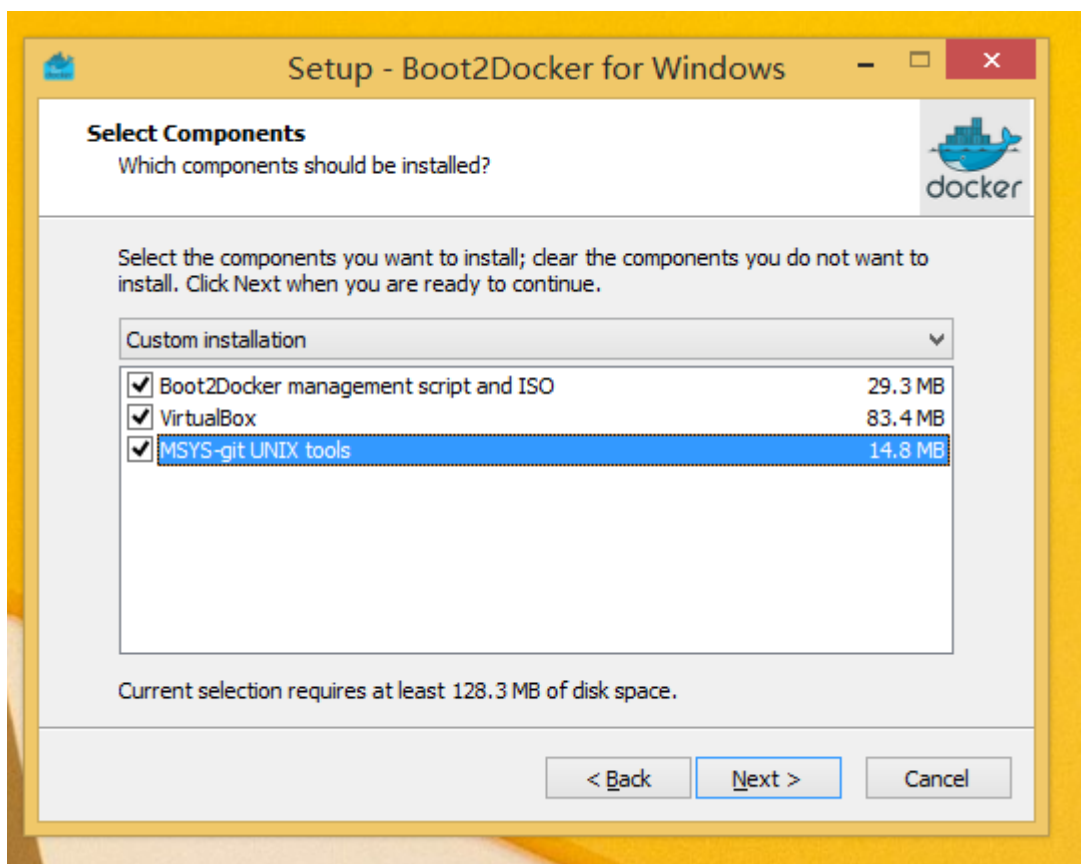 Setup - Boot2Docker for Windows
Select Components
Which components should be installed?
docker
Select the components you want to install; clear the components you do not want to
install. Click Next when you are ready to continue.
Custom installation
Boot2Docker management script and ISO 29.3 MB
VirtualBox 83.4 MB
MSYS-git UNIX tools 14.8 MB
Current selection requires at least 128.3 MB of disk space.
< Back Next > Cancel